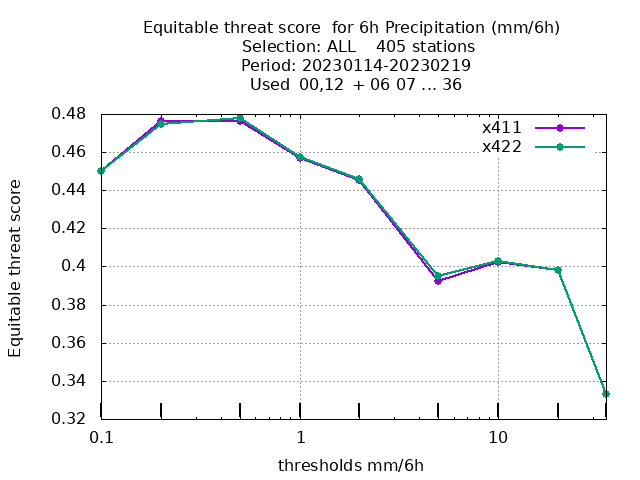 Equitable threat score  for 6h Precipitation (mm/6h)
Selection: ALL    405 stations
Period: 20230114-20230219
Used  00,12  + 06 07 ... 36
x411
x422
0.48
0.46
0.44
0.42
0.4
0.38
0.36
0.34
0.32
Equitable threat score
0.1
1
10
thresholds mm/6h